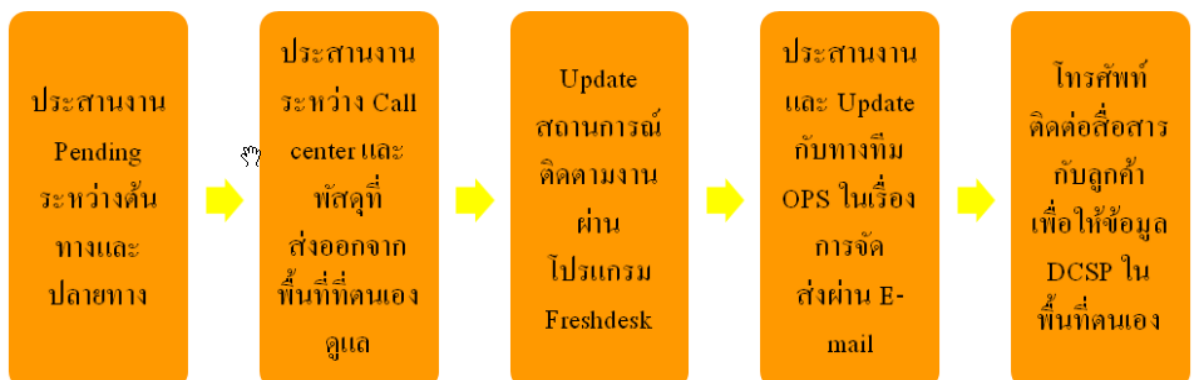 ประสานงาน
Pending
ระหว่างต้น
ทางและ
ปลายทาง
ประสานงาน
ระหว่าง Call
center และ
พัสดุที่
ส่งออกจาก
พื้นที่ที่ตนเอง
ดูแล
Update
สถานการณ์
ติดตามงาน
ผ่าน
โปรแกรม
Freshdesk
ประสานงาน
และ Update
กับทางทีม
OPS ในเรื่อง
การจัด
ส่งผ่าน E-
mail
โทรศัพท์
ติดต่อสื่อสาร
กับลูกค้า
เพื่อให้ข้อมูล
DCSP ใน
พื้นที่ตนเอง